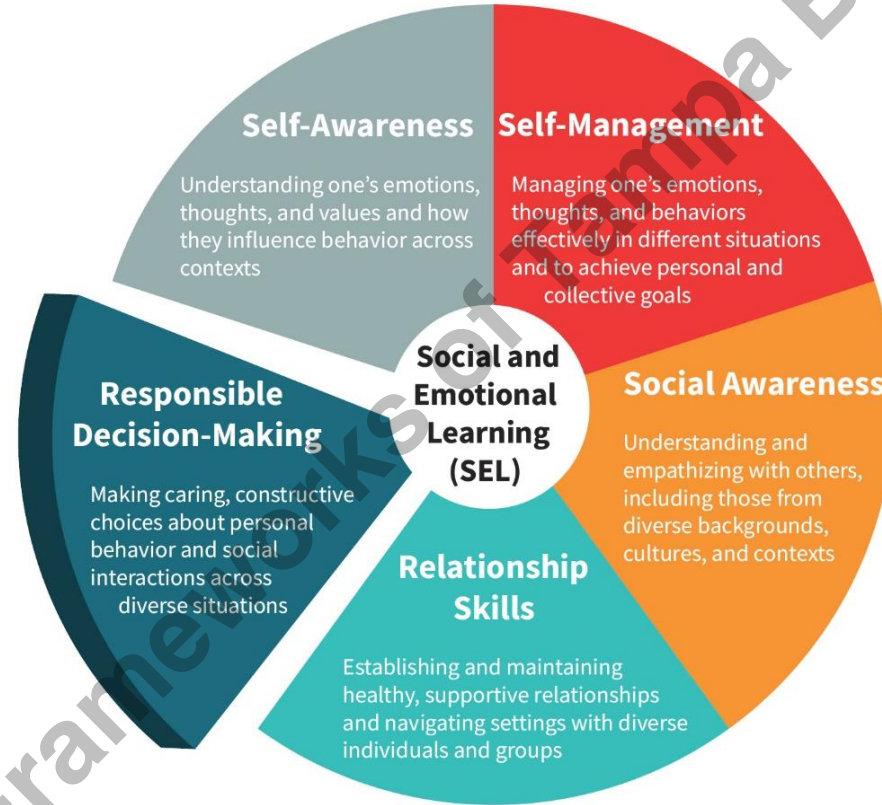 Self-Awareness
Understanding one’s emotions,
thoughts, and values and how
they influence behavior across
contexts
Self-Management
Managing one’s emotions,
thoughts, and behaviors
effectively in different situations
and to achieve personal and
collective goals
Social and
Emotional
Learning
(SEL)
Social Awareness
Understanding and
empathizing with others,
including those from
diverse backgrounds,
cultures, and contexts
Responsible
Decision-Making
Making caring, constructive
choices about personal
behavior and social
interactions across
diverse situations
Relationship
Skills
Establishing and maintaining
healthy, supportive relationships
and navigating settings with diverse
individuals and groups
frameworks of Tampa B